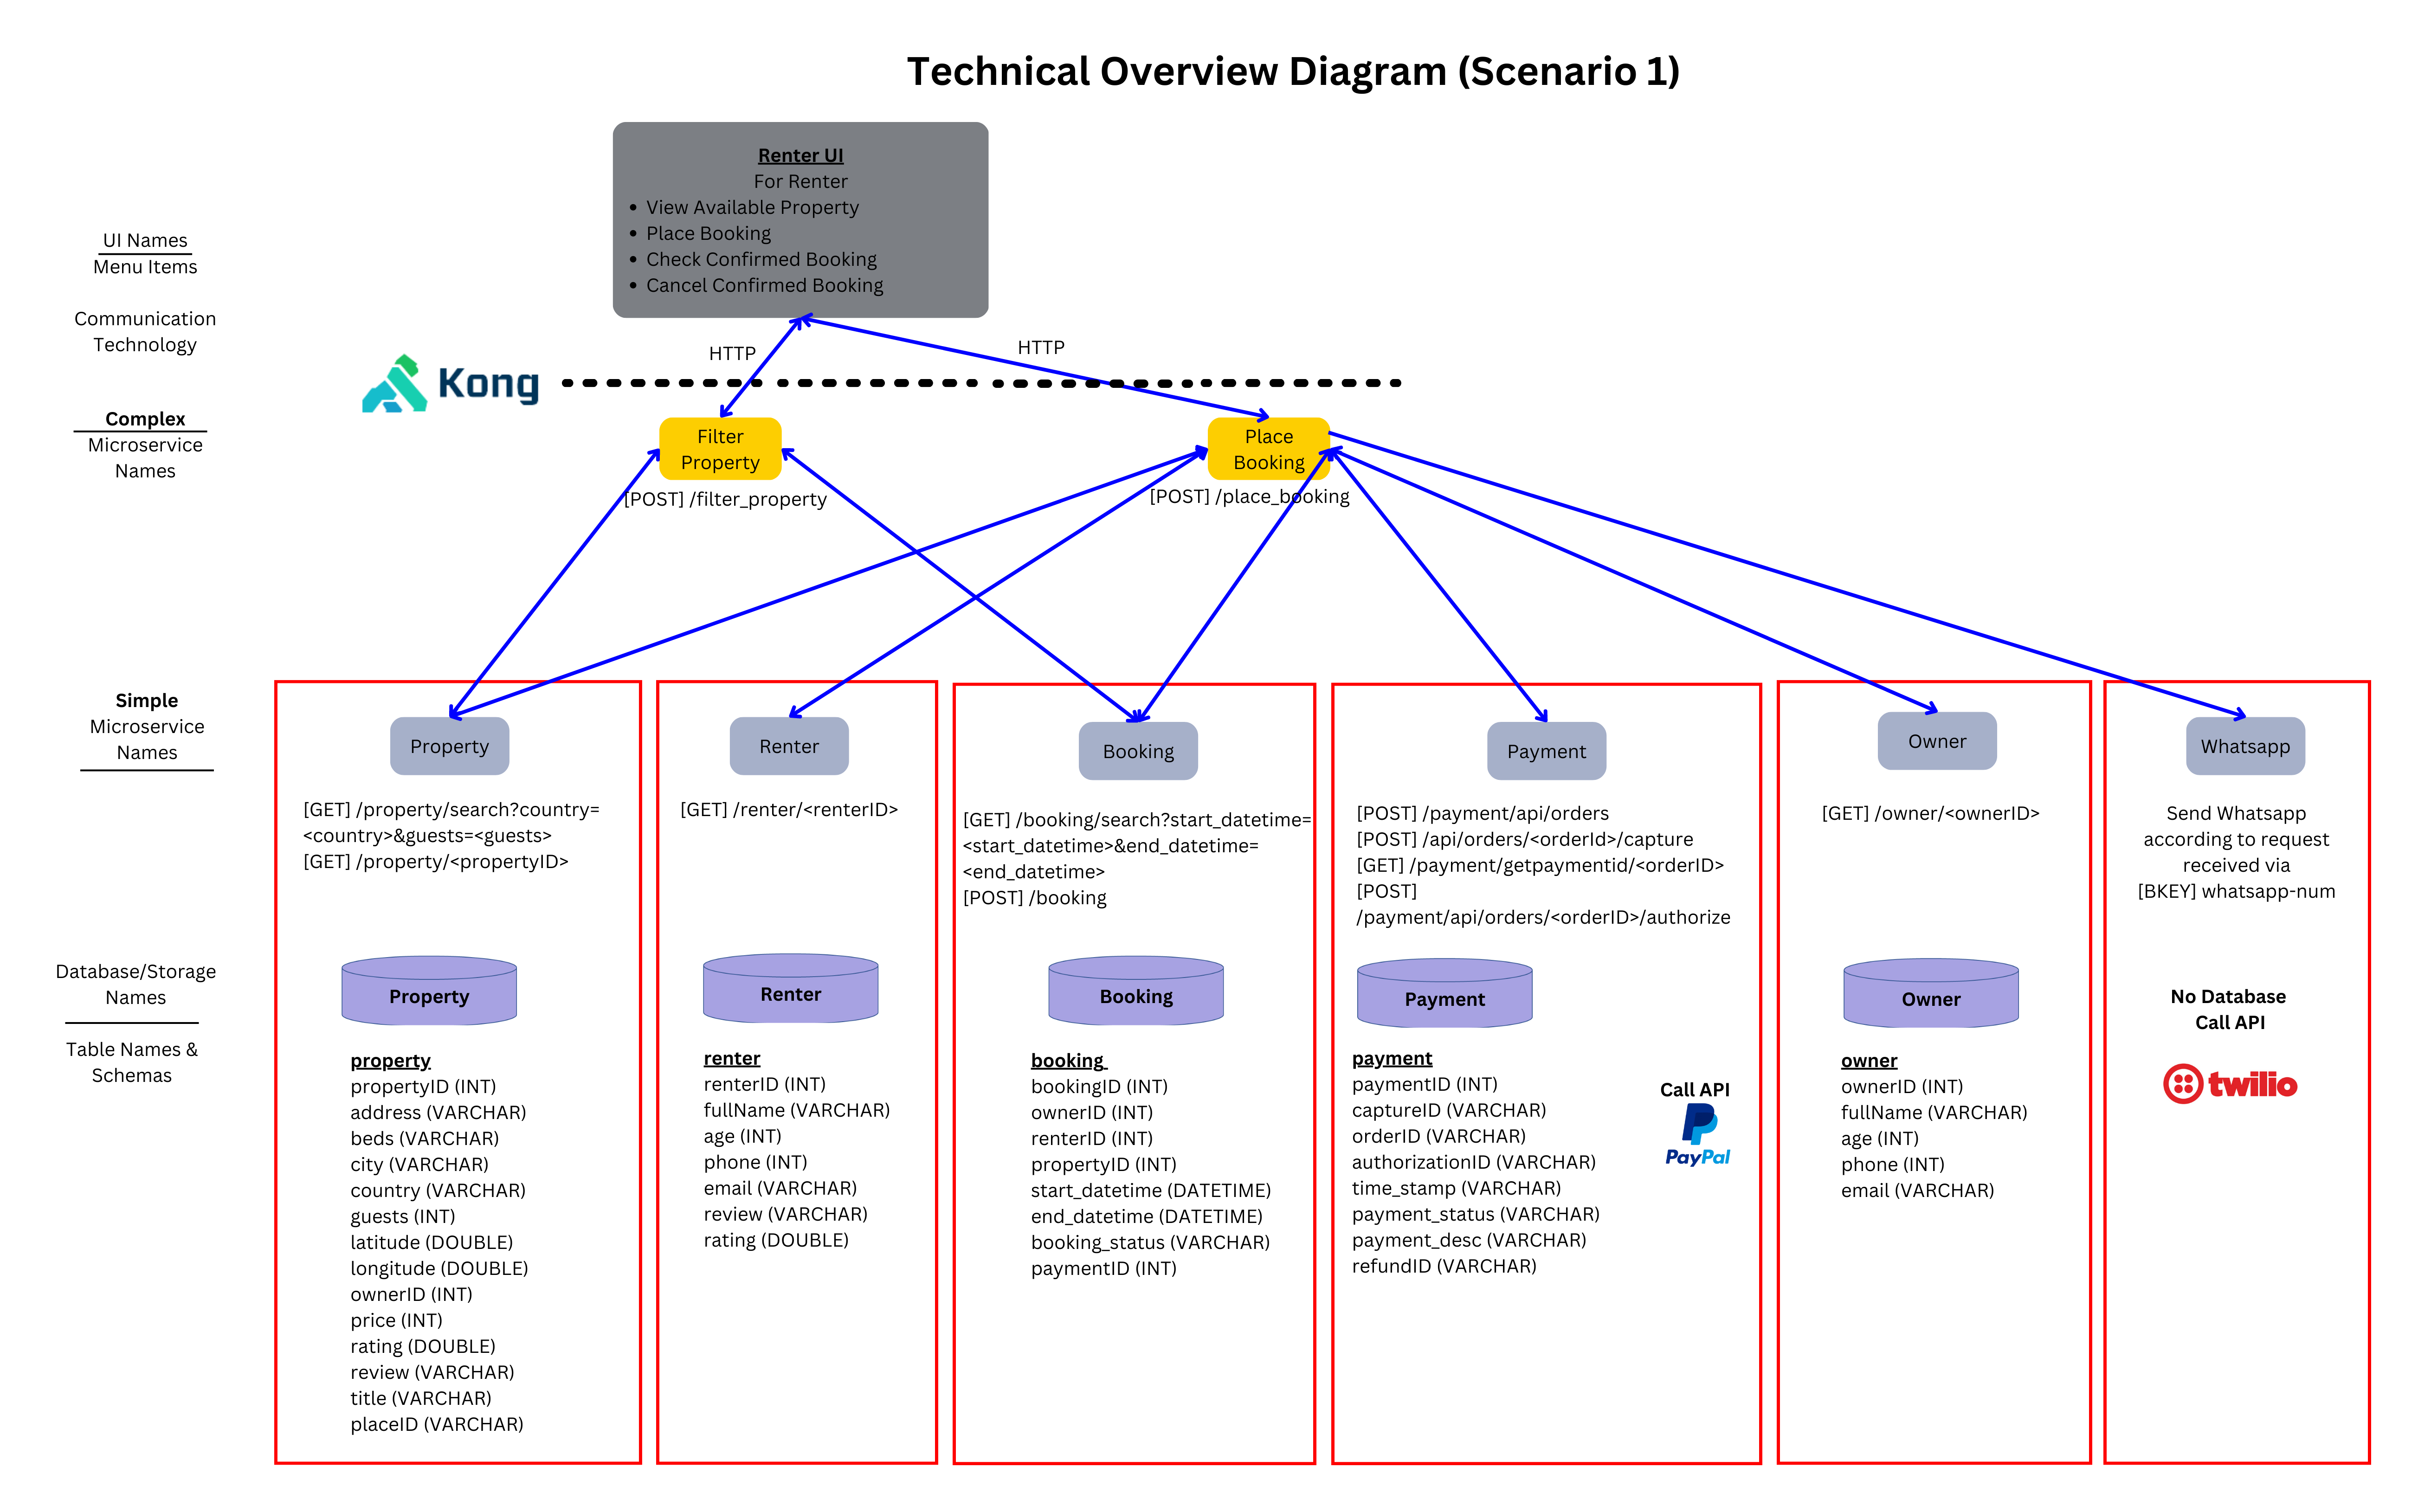 Technical Overview Diagram (Scenario 1)
Renter UI
For Renter
• View Available Property
• Place Booking
• Check Confirmed Booking
• Cancel Confirmed Booking
UI Names
Menu Items
Communication
Technology
HTTP
HTTP
Kong
Complex
Microservice
Names
Filter
Property
[POST] /filter_property
Place
Booking
[POST] /place_booking
Simple
Microservice
Names
Property
[GET] /property/search?country=
<country>&guests=<guests>
[GET] /property/<propertyID>
Renter
[GET] /renter/<renterID>
Booking
[GET] /booking/search?start_datetime=
<start_datetime>&end_datetime=
<end_datetime>
[POST] /booking
Payment
[POST] /payment/api/orders
[POST] /api/orders/<orderId>/capture
[GET] /payment/getpaymentid/<orderID>
[POST]
/payment/api/orders/<orderID>/authorize
Owner
[GET] /owner/<ownerID>
Whatsapp
Send Whatsapp
according to request
received via
[BKEY] whatsapp-num
Database/Storage
Names
Table Names &
Schemas
Property
property
propertyID (INT)
address (VARCHAR)
beds (VARCHAR)
city (VARCHAR)
country (VARCHAR)
guests (INT)
latitude (DOUBLE)
longitude (DOUBLE)
ownerID (INT)
price (INT)
rating (DOUBLE)
review (VARCHAR)
title (VARCHAR)
placeID (VARCHAR)
Renter
renter
renterID (INT)
fullName (VARCHAR)
age (INT)
phone (INT)
email (VARCHAR)
review (VARCHAR)
rating (DOUBLE)
Booking
booking
bookingID (INT)
ownerID (INT)
renterID (INT)
propertyID (INT)
start_datetime (DATETIME)
end_datetime (DATETIME)
booking_status (VARCHAR)
paymentID (INT)
Payment
payment
paymentID (INT)
captureID (VARCHAR)
orderID (VARCHAR)
authorizationID (VARCHAR)
time_stamp (VARCHAR)
payment_status (VARCHAR)
payment_desc (VARCHAR)
refundID (VARCHAR)
Call API
PayPal
Owner
owner
ownerID (INT)
fullName (VARCHAR)
age (INT)
phone (INT)
email (VARCHAR)
No Database
Call API
twilio